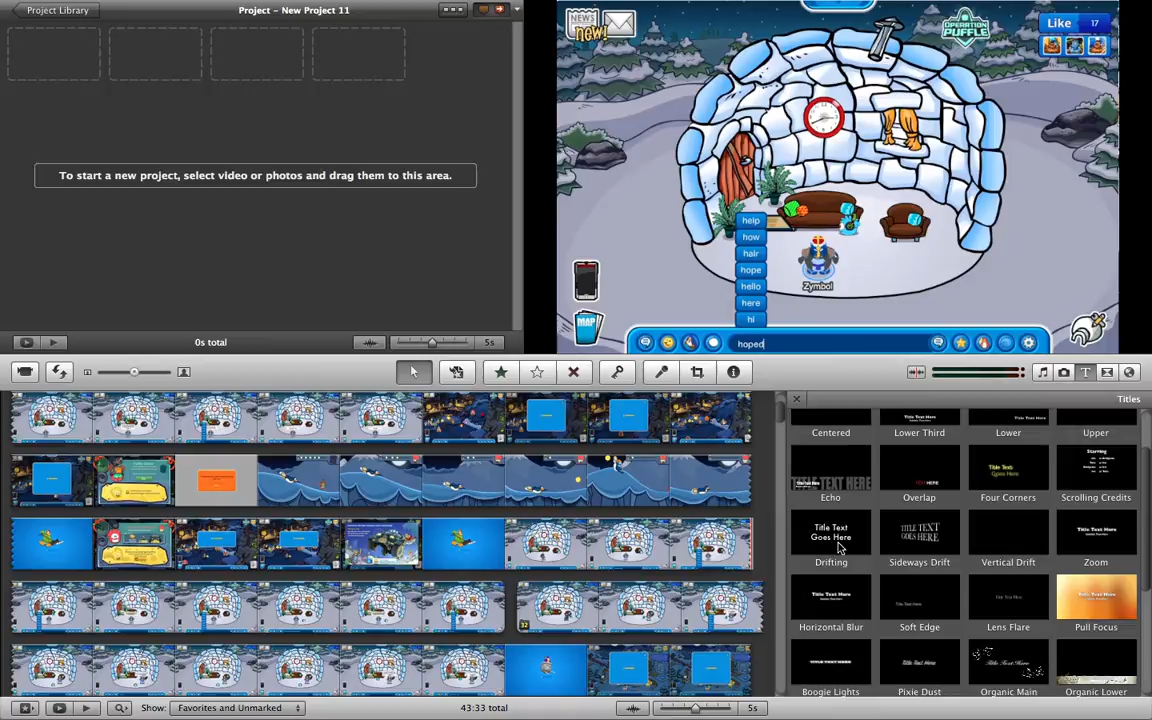 Project Library
Project - New Project 11
To start a new project, select video or photos and drag them to this area.
0s total
5s
NEWS
new!
OPERATION
PUFFLE
Like 17
help
how
hair
hope
hello
here
hi
Zymbol
MAP
hoped
Titles
Centered
Lower Third
Lower
Upper
Echo
Overlap
Four Corners
Scrolling Credits
Title Text
Goes Here
Drifting
Sideways Drift
Vertical Drift
Zoom
Horizontal Blur
Soft Edge
Lens Flare
Pull Focus
Boogie Lights
Pixie Dust
Organic Main
Organic Lower
32
Show: Favorites and Unmarked
43:33 total
5s